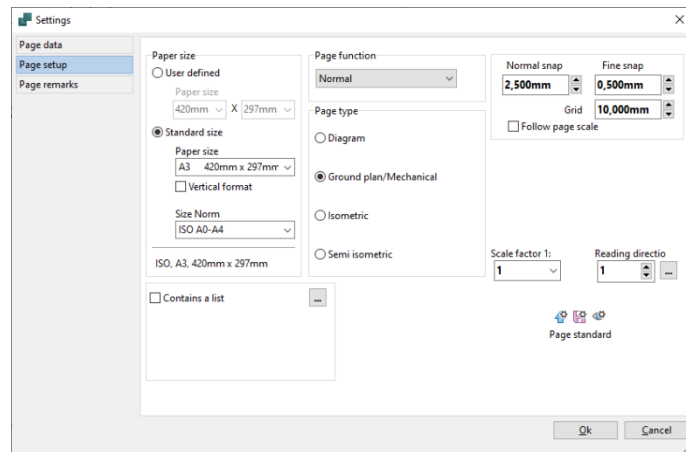 Settings
Page data
Page setup
Page remarks
Paper size
User defined
Paper size
420mm X 297mm
Standard size
Paper size
A3 420mm x 297mm
Vertical format
Size Norm
ISO A0-A4
ISO, A3, 420mm x 297mm
Contains a list
...
Page function
Normal
Page type
Diagram
Ground plan/Mechanical
Isometric
Semi isometric
Normal snap Fine snap
2,500mm 0,500mm
Grid 10,000mm
Follow page scale
Scale factor 1: Reading directio
1 1 ...
Page standard
Ok Cancel